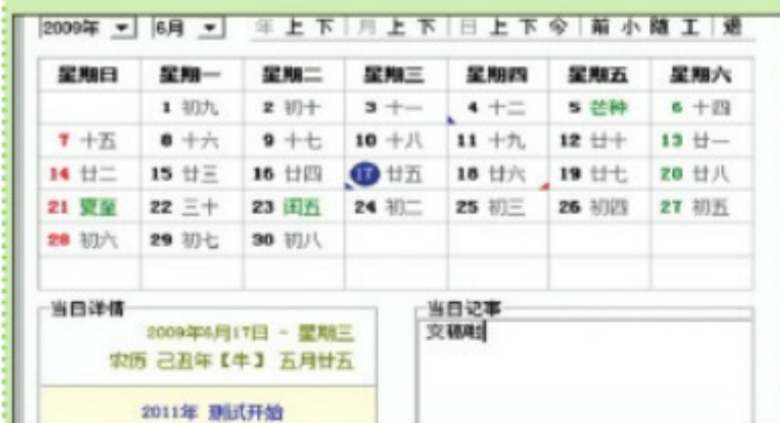 2009年 6月 年 上 下 月 上 下 日 上 下 今 前 小 随 工 退
星期日 星期一 星期二 星期三 星期四 星期五 星期六
1 初九 2 初十 3 十一 4 十二 5 芒种 6 十四
7 十五 8 十六 9 十七 10 十八 11 十九 12 廿十 13 廿一
14 廿二 15 廿三 16 廿四 17 廿五 18 廿六 19 廿七 20 廿八
21 夏至 22 三十 23 闰五 24 初二 25 初三 26 初四 27 初五
28 初六 29 初七 30 初八
当日详情 当日记事
2009年6月17日 - 星期三
农历 己丑年【牛】 五月廿五
2011年 测试开始